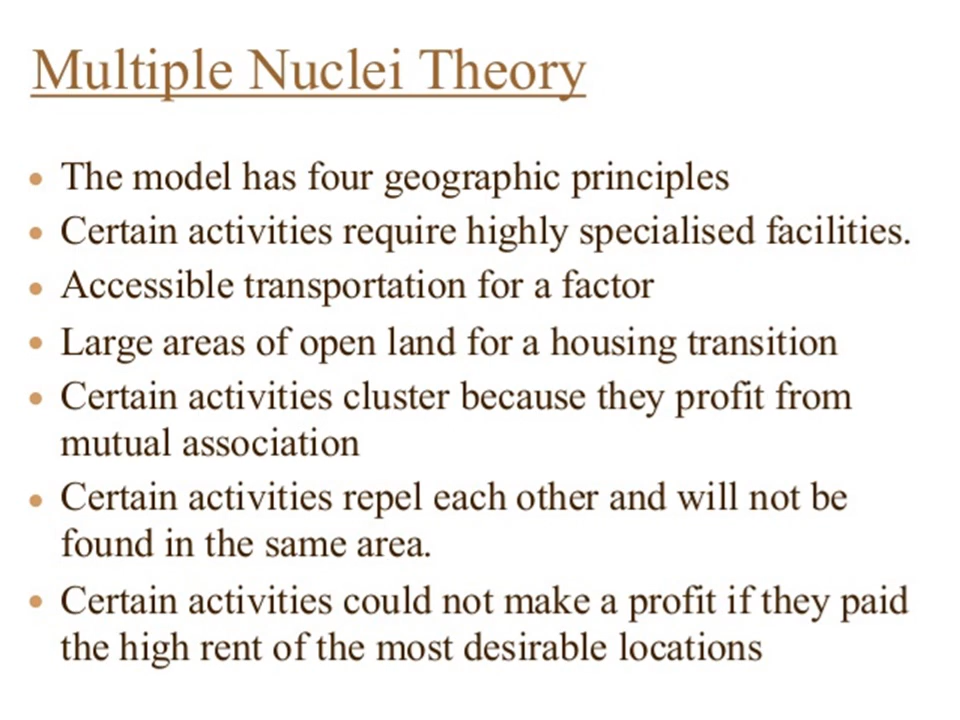 Multiple Nuclei Theory
• The model has four geographic principles
• Certain activities require highly specialised facilities.
• Accessible transportation for a factor
• Large areas of open land for a housing transition
• Certain activities cluster because they profit from
mutual association
• Certain activities repel each other and will not be
found in the same area.
• Certain activities could not make a profit if they paid
the high rent of the most desirable locations